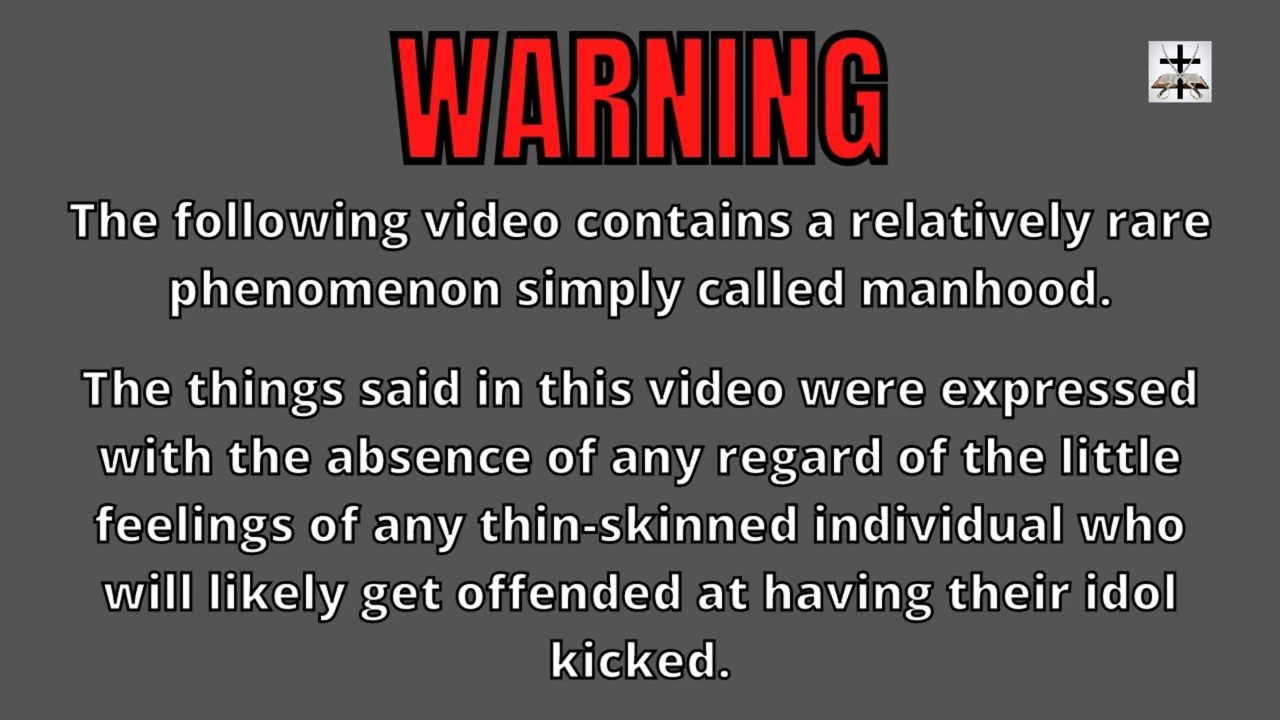 WARNING
The following video contains a relatively rare
phenomenon simply called manhood.
The things said in this video were expressed
with the absence of any regard of the little
feelings of any thin-skinned individual who
will likely get offended at having their idol
kicked.